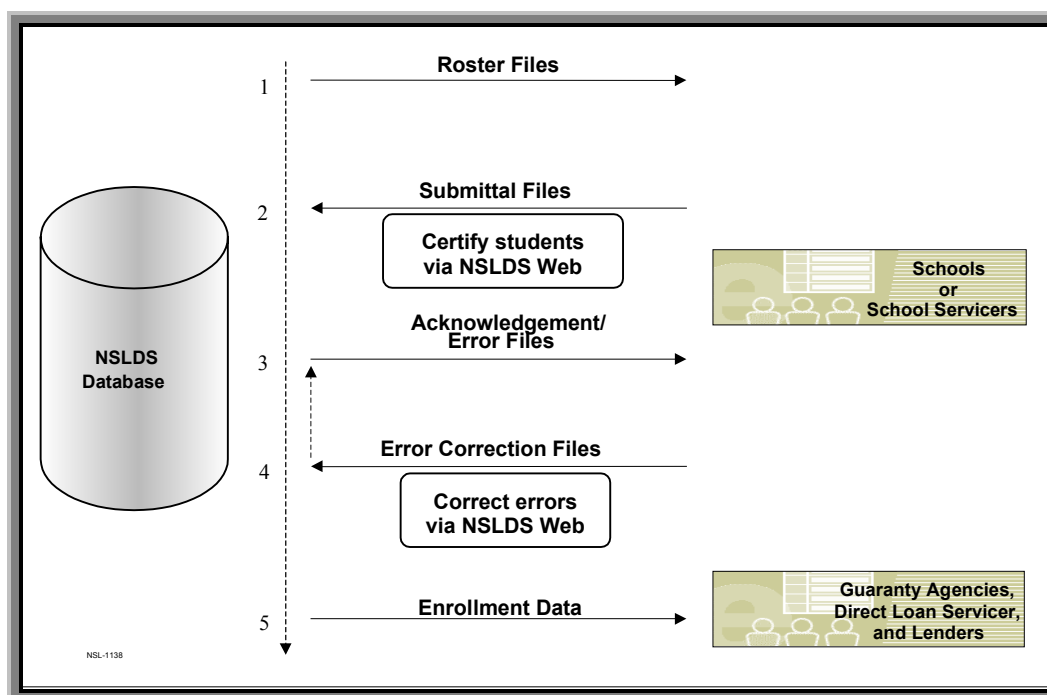 Roster Files
1
Submittal Files
2
Certify students
via NSLDS Web
Schools
or
School Servicers
Acknowledgement/
Error Files
3
NSLDS
Database
Error Correction Files
4
Correct errors
via NSLDS Web
Guaranty Agencies,
Direct Loan Servicer,
and Lenders
Enrollment Data
5
NSL-1138